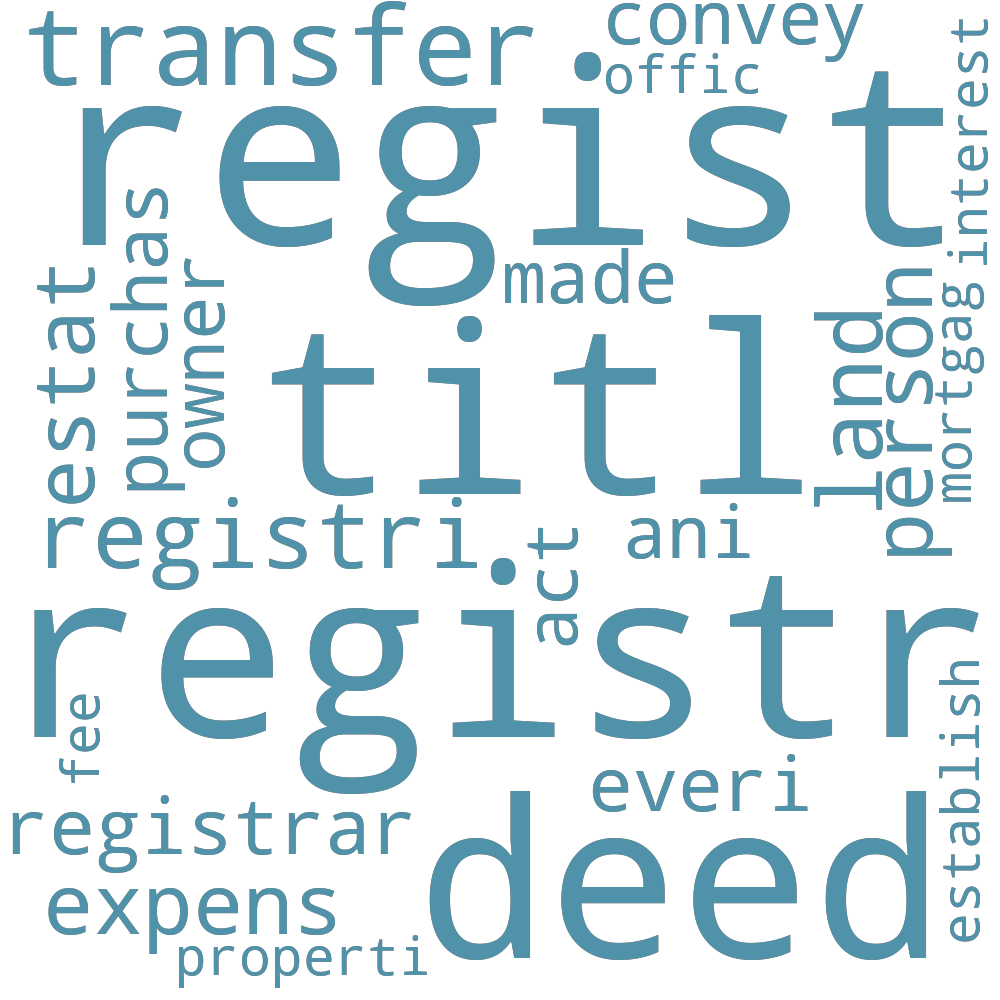 transfer
convey
offic
interest
regist
purchas
estat
owner
made
titl
land
person
mortgag
registri
act
ani
registr
fee
establish
everi
registrar
deed
expens
properti